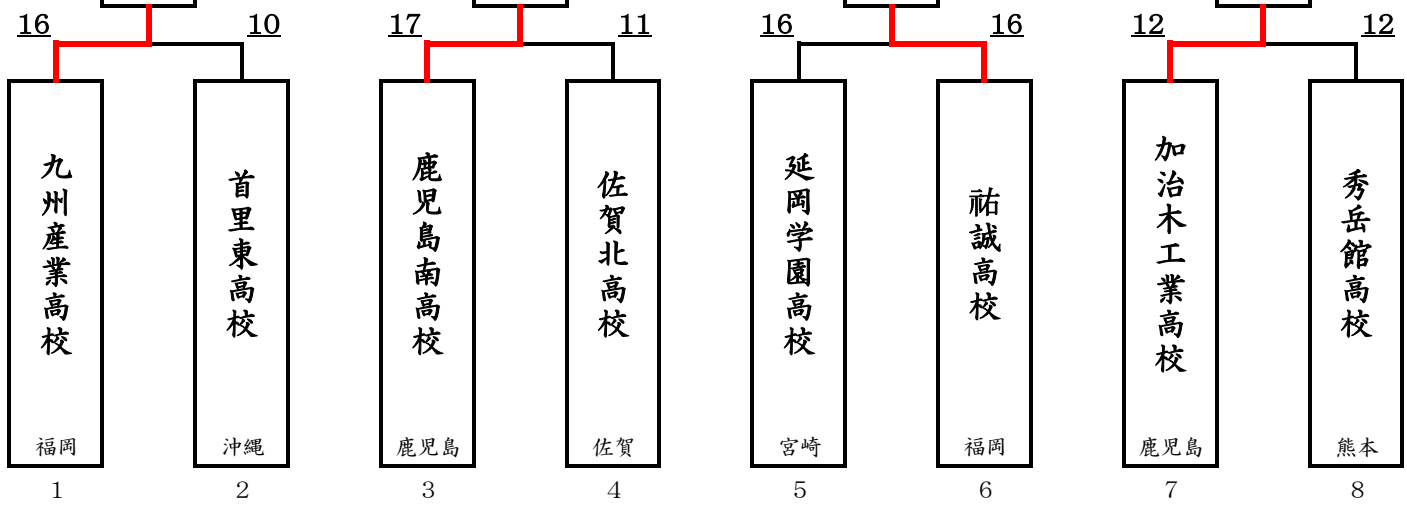 16 10 17 11 16 16 12 12
九州産業高校
福岡
1
首里東高校
沖縄
2
鹿児島南高校
鹿児島
3
佐賀北高校
佐賀
4
延岡学園高校
宮崎
5
祐誠高校
福岡
6
加治木工業高校
鹿児島
7
秀岳館高校
熊本
8